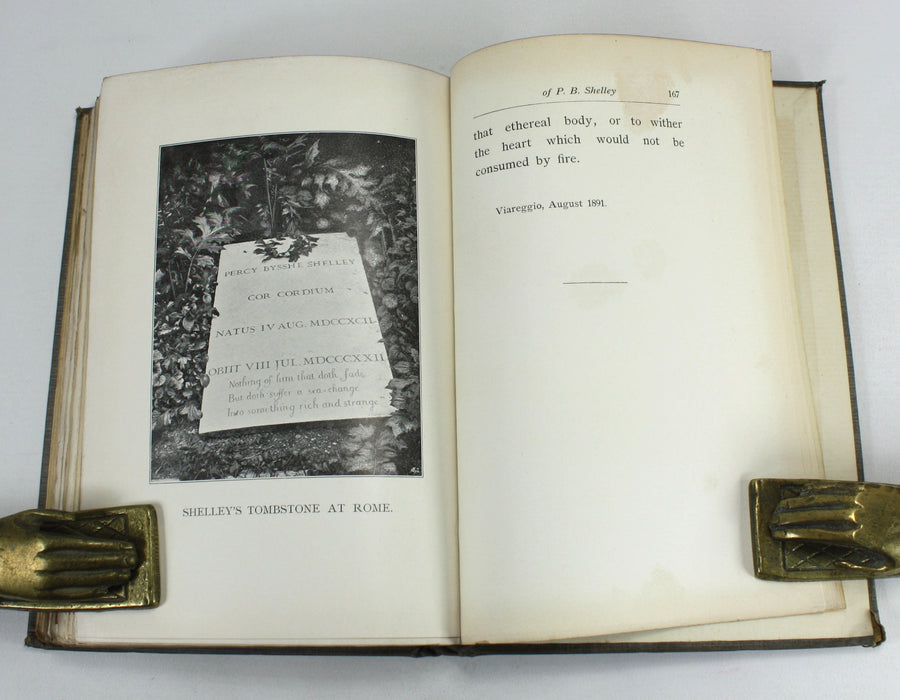 PERCY BYSSHE SHELLEY
COR CORDIUM
NATUS IV AUG. MDCCXCII
OBIIT VIII JUL. MDCCCXXII
Nothing of him that doth fade
But doth suffer a sea-change
Into something rich and strange
SHELLEY'S TOMBSTONE AT ROME.
of P. B. Shelley 167
that ethereal body, or to wither
the heart which would not be
consumed by fire.
Viareggio, August 1891.